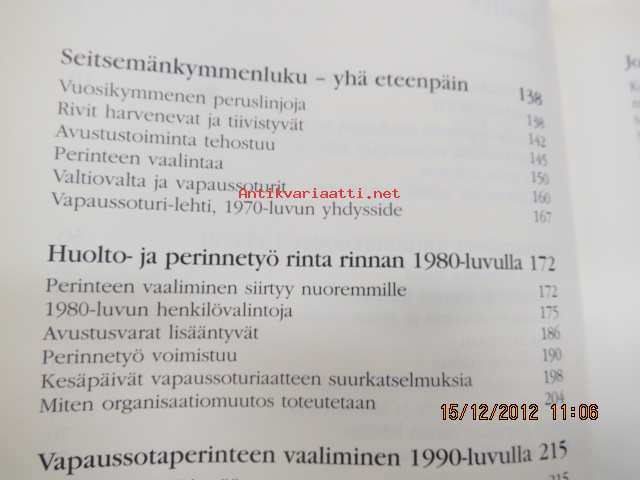 Seitsemänkymmenluku – yhä eteenpäin 138
Vuosikymmenen peruslinjoja 138
Rivit harvenevat ja tiivistyvät 142
Avustustoiminta tehostuu 145
Perinteen vaalintaa 150
Valtiovalta ja vapaussoturit 160
Vapaussoturi-lehti, 1970-luvun yhdysside 167
Antikvariaatti.net
Huolto- ja perinnetyö rinta rinnan 1980-luvulla 172
Perinteen vaaliminen siirtyy nuoremmille 172
1980-luvun henkilövalintoja 175
Avustusvarat lisääntyvät 186
Perinnetyö voimistuu 190
Kesäpäivät vapaussoturiaatteen suurkatselmuksia 198
Miten organisaatiomuutos toteutetaan 204
15/12/2012 11:06
Vapaussotaperinteen vaaliminen 1990-luvulla 215
215